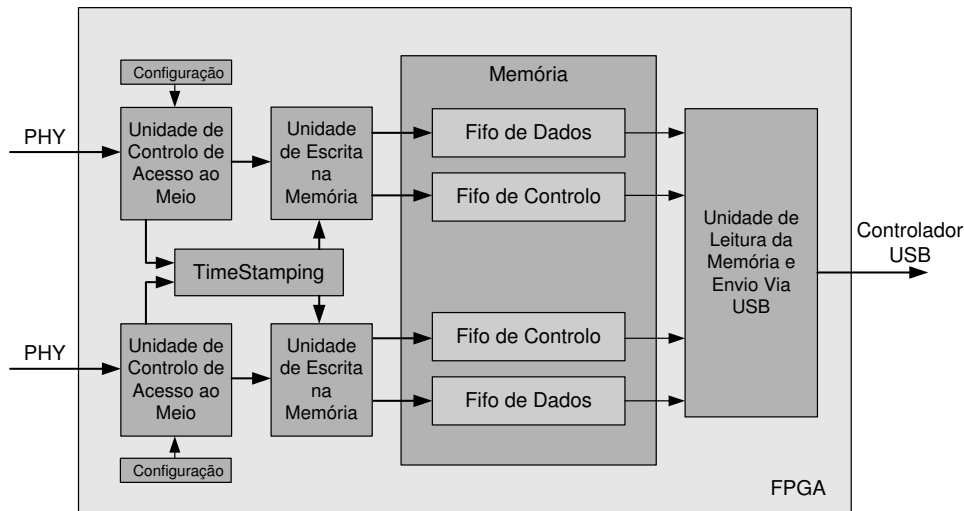 Configuração
PHY
Unidade de
Controlo de
Acesso ao
Meio
Unidade
de Escrita
na
Memória
Memória
Fifo de Dados
Fifo de Controlo
TimeStamping
Unidade de
Leitura da
Memória e
Envio Via
USB
Controlador
USB
PHY
Unidade de
Controlo de
Acesso ao
Meio
Unidade
de Escrita
na
Memória
Fifo de Controlo
Fifo de Dados
Configuração
FPGA